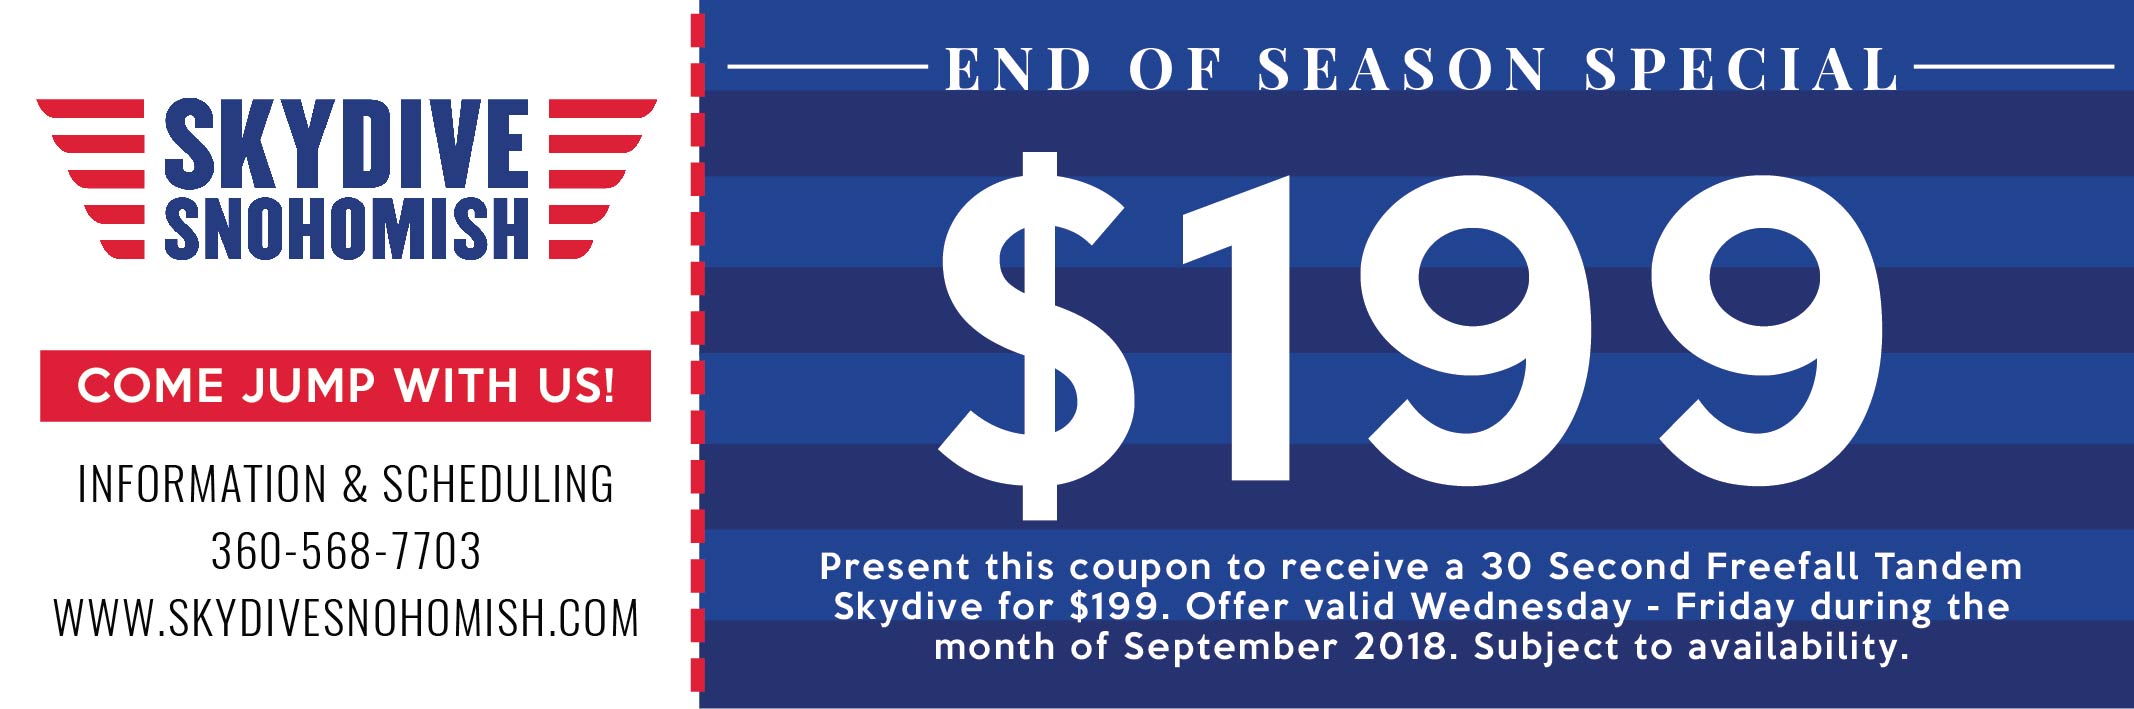 SKYDIVE
SNOHOMISH
COME JUMP WITH US!
INFORMATION & SCHEDULING
360-568-7703
WWW.SKYDIVESNOHOMISH.COM
END OF SEASON SPECIAL
$199
Present this coupon to receive a 30 Second Freefall Tandem
Skydive for $199. Offer valid Wednesday - Friday during the
month of September 2018. Subject to availability.